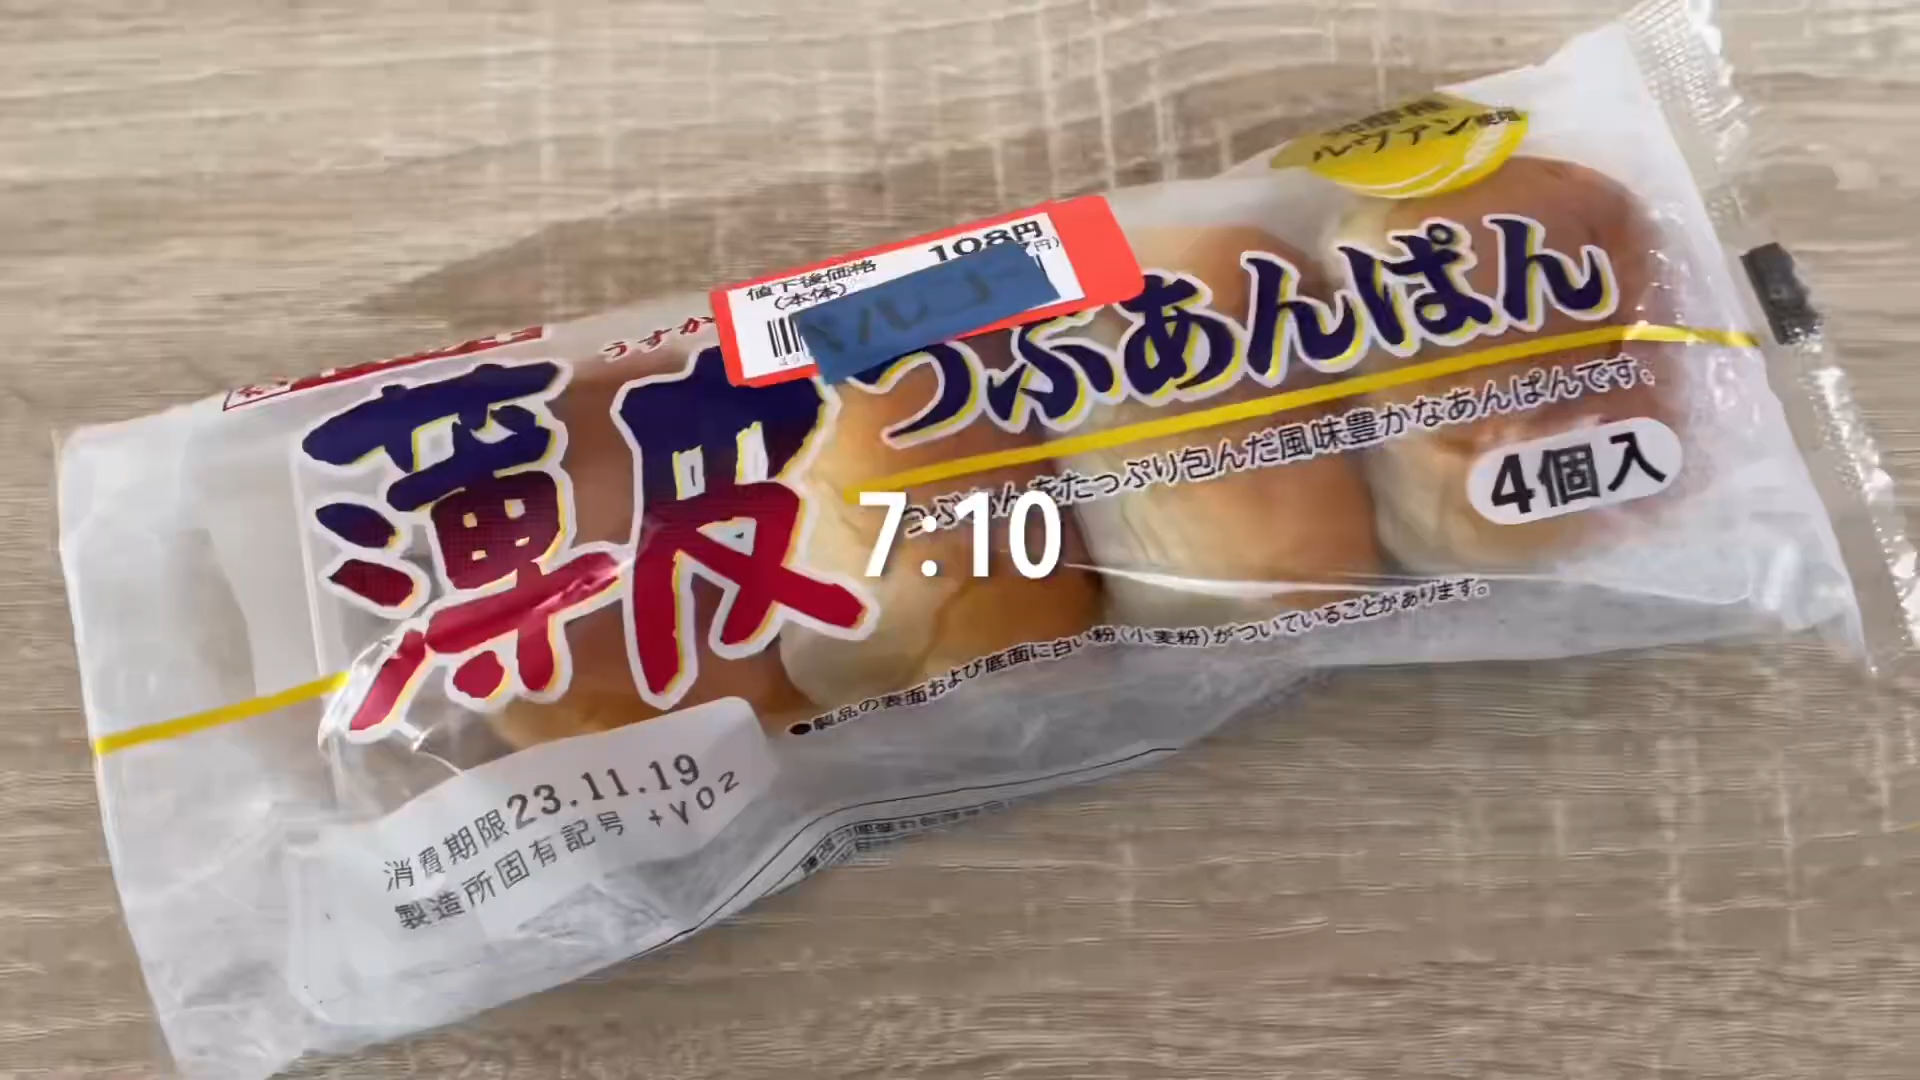 ルヴァン使用
108円
値下後価格
(本体)
うすか
薄皮
つぶあんぱん
つぶあんをたっぷり包んだ風味豊かなあんぱんです。
4個入
7:10
●製品の表面および底面に白い粉(小麦粉)がついていることがあります。
消費期限23.11.19
製造所固有記号 +YO2